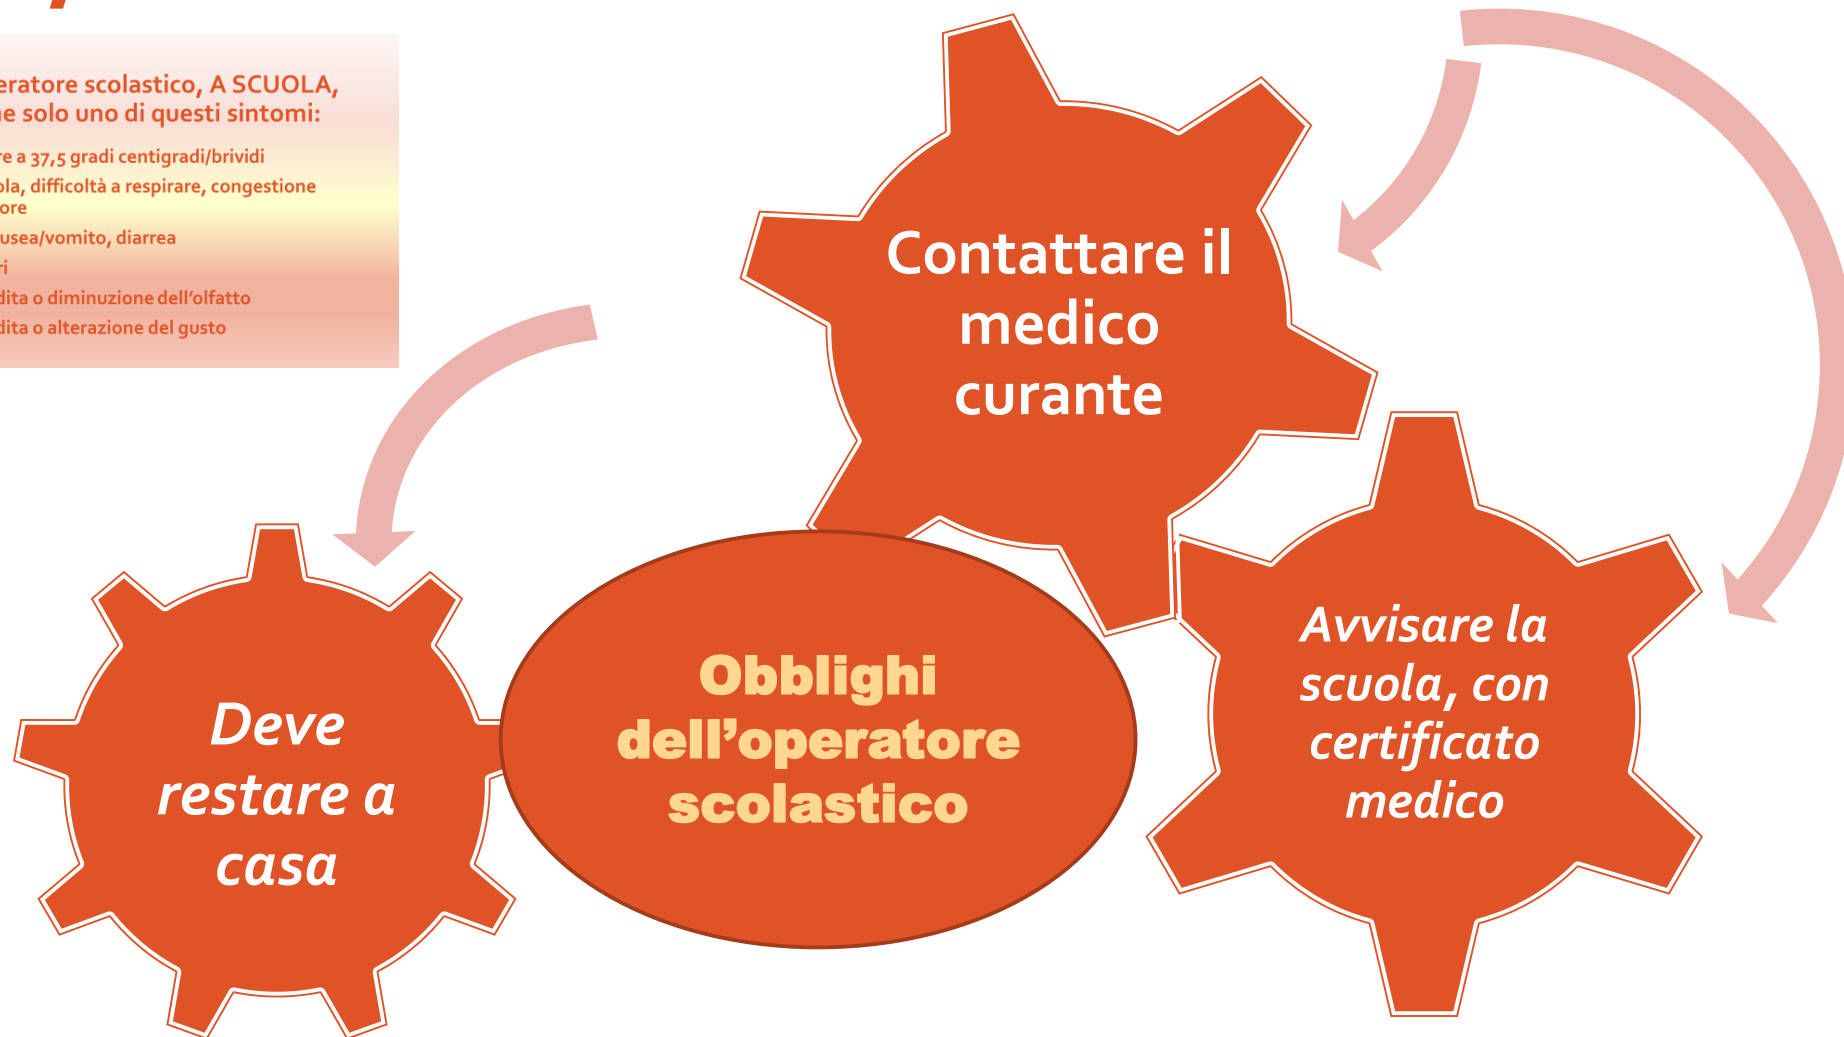 eratore scolastico, A SCUOLA,
ne solo uno di questi sintomi:
re a 37,5 gradi centigradi/brividi
ola, difficoltà a respirare, congestione
ore
usea/vomito, diarrea
ri
dita o diminuzione dell’olfatto
dita o alterazione del gusto
Contattare il
medico
curante
Deve
restare a
casa
Obblighi
dell’operatore
scolastico
Avvisare la
scuola, con
certificato
medico